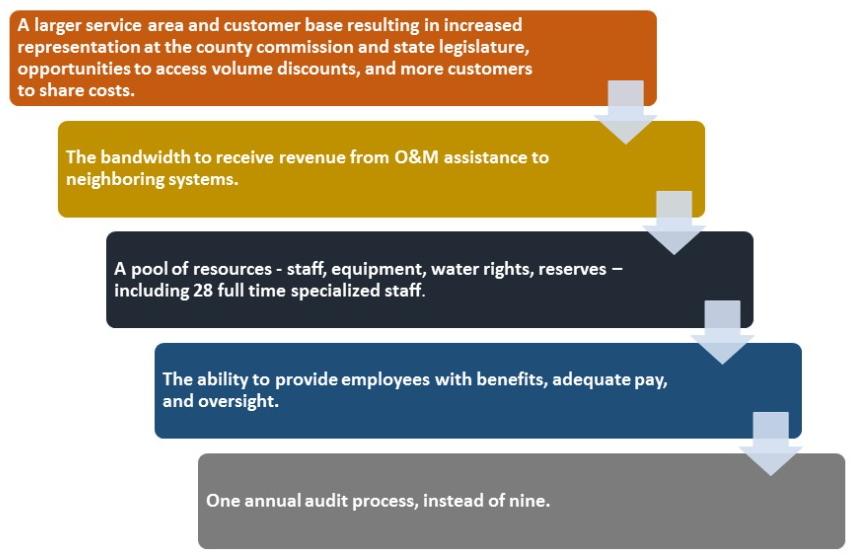 A larger service area and customer base resulting in increased
representation at the county commission and state legislature,
opportunities to access volume discounts, and more customers
to share costs.
The bandwidth to receive revenue from O&M assistance to
neighboring systems.
A pool of resources - staff, equipment, water rights, reserves –
including 28 full time specialized staff.
The ability to provide employees with benefits, adequate pay,
and oversight.
One annual audit process, instead of nine.